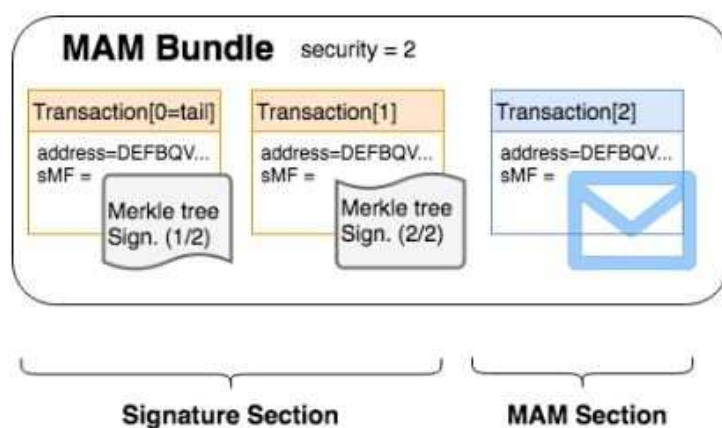 MAM Bundle security = 2
Transaction[0=tail] Transaction[1] Transaction[2]
address=DEFBQV... address=DEFBQV... address=DEFBQV...
sMF = sMF = sMF =
Merkle tree Merkle tree
Sign. (1/2) Sign. (2/2)
Signature Section MAM Section